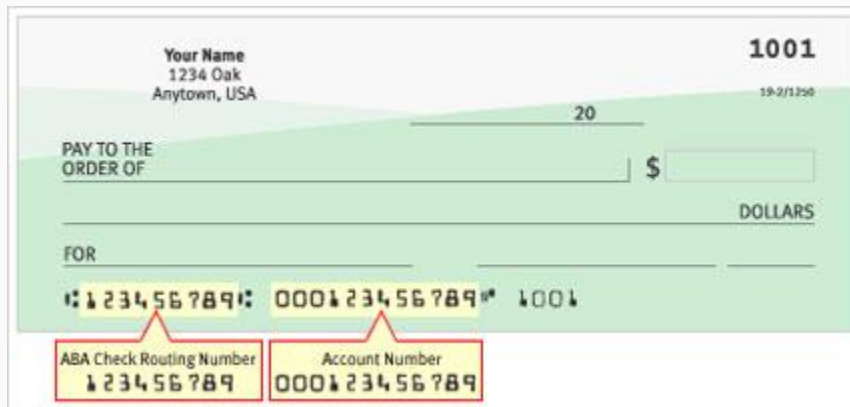 Your Name
1234 Oak
Anytown, USA
1001
19-2/1250
20
PAY TO THE
ORDER OF
$
DOLLARS
FOR
⑆123456789⑆ 000123456789⑈ 1001
ABA Check Routing Number
123456789
Account Number
000123456789